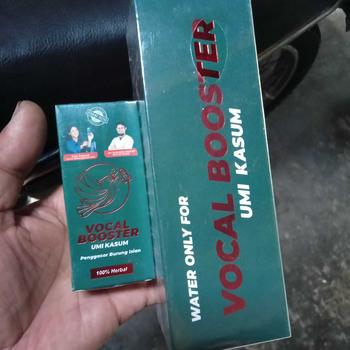 VOCAL
BOOSTER
UMI KASUM
Penggacor Burung Isian
100% Herbal
WATER ONLY FOR
VOCAL BOOSTER
UMI KASUM